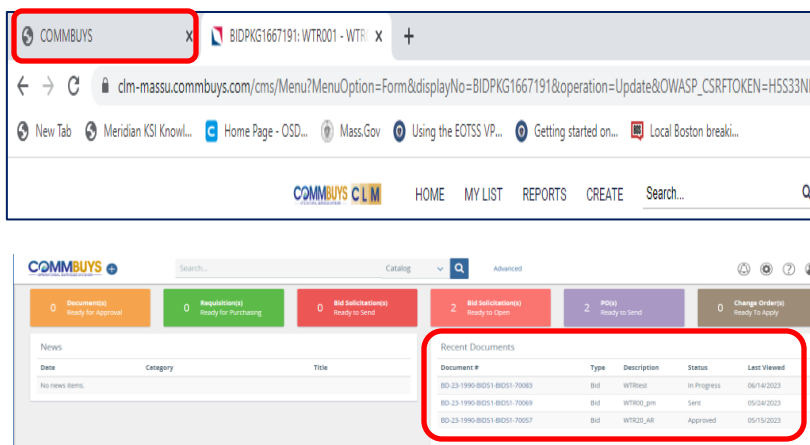 COMMBUYS × BIDPKG1667191: WTR001 - WTR × +
clm-massu.commbuys.com/cms/Menu?MenuOption=Form&displayNo=BIDPKG1667191&operation=Update&OWASP_CSRFTOKEN=H5S33N
New Tab Meridian KSI Knowl... Home Page - OSD... Mass.Gov Using the EOTSS VP... Getting started on... Local Boston breaki...
COMMBUYS CLM HOME MY LIST REPORTS CREATE Search...
COMMBUYS Search... Catalog Advanced
0 Document(s) Ready for Approval 0 Requisition(s) Ready for Purchasing 0 Bid Solicitation(s) Ready to Send 2 Bid Solicitation(s) Ready to Open 2 PO(s) Ready to Send 0 Change Order(s) Ready To Apply
News Recent Documents
Date Category Title Document # Type Description Status Last Viewed
No news items. BD-23-1990-BIDS1-BIDS1-70083 Bid WTRtest In Progress 06/14/2023
BD-23-1990-BIDS1-BIDS1-70069 Bid WTR00_pm Sent 05/24/2023
BD-23-1990-BIDS1-BIDS1-70057 Bid WTR20_AR Approved 05/15/2023